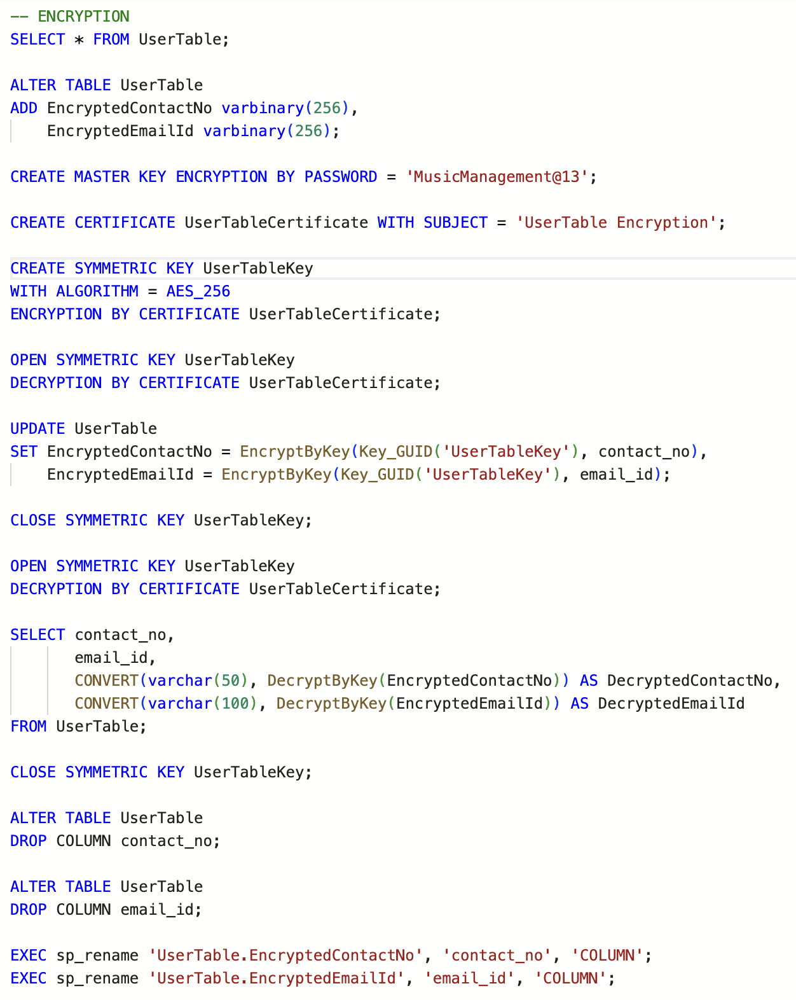 -- ENCRYPTION
SELECT * FROM UserTable;
ALTER TABLE UserTable
ADD EncryptedContactNo varbinary(256),
EncryptedEmailId varbinary(256);
CREATE MASTER KEY ENCRYPTION BY PASSWORD = 'MusicManagement@13';
CREATE CERTIFICATE UserTableCertificate WITH SUBJECT = 'UserTable Encryption';
CREATE SYMMETRIC KEY UserTableKey
WITH ALGORITHM = AES_256
ENCRYPTION BY CERTIFICATE UserTableCertificate;
OPEN SYMMETRIC KEY UserTableKey
DECRYPTION BY CERTIFICATE UserTableCertificate;
UPDATE UserTable
SET EncryptedContactNo = EncryptByKey(Key_GUID('UserTableKey'), contact_no),
EncryptedEmailId = EncryptByKey(Key_GUID('UserTableKey'), email_id);
CLOSE SYMMETRIC KEY UserTableKey;
OPEN SYMMETRIC KEY UserTableKey
DECRYPTION BY CERTIFICATE UserTableCertificate;
SELECT contact_no,
email_id,
CONVERT(varchar(50), DecryptByKey(EncryptedContactNo)) AS DecryptedContactNo,
CONVERT(varchar(100), DecryptByKey(EncryptedEmailId)) AS DecryptedEmailId
FROM UserTable;
CLOSE SYMMETRIC KEY UserTableKey;
ALTER TABLE UserTable
DROP COLUMN contact_no;
ALTER TABLE UserTable
DROP COLUMN email_id;
EXEC sp_rename 'UserTable.EncryptedContactNo', 'contact_no', 'COLUMN';
EXEC sp_rename 'UserTable.EncryptedEmailId', 'email_id', 'COLUMN';